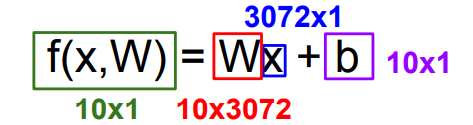 3072x1
f(x,W) = Wx + b 10x1
10x1 10x3072